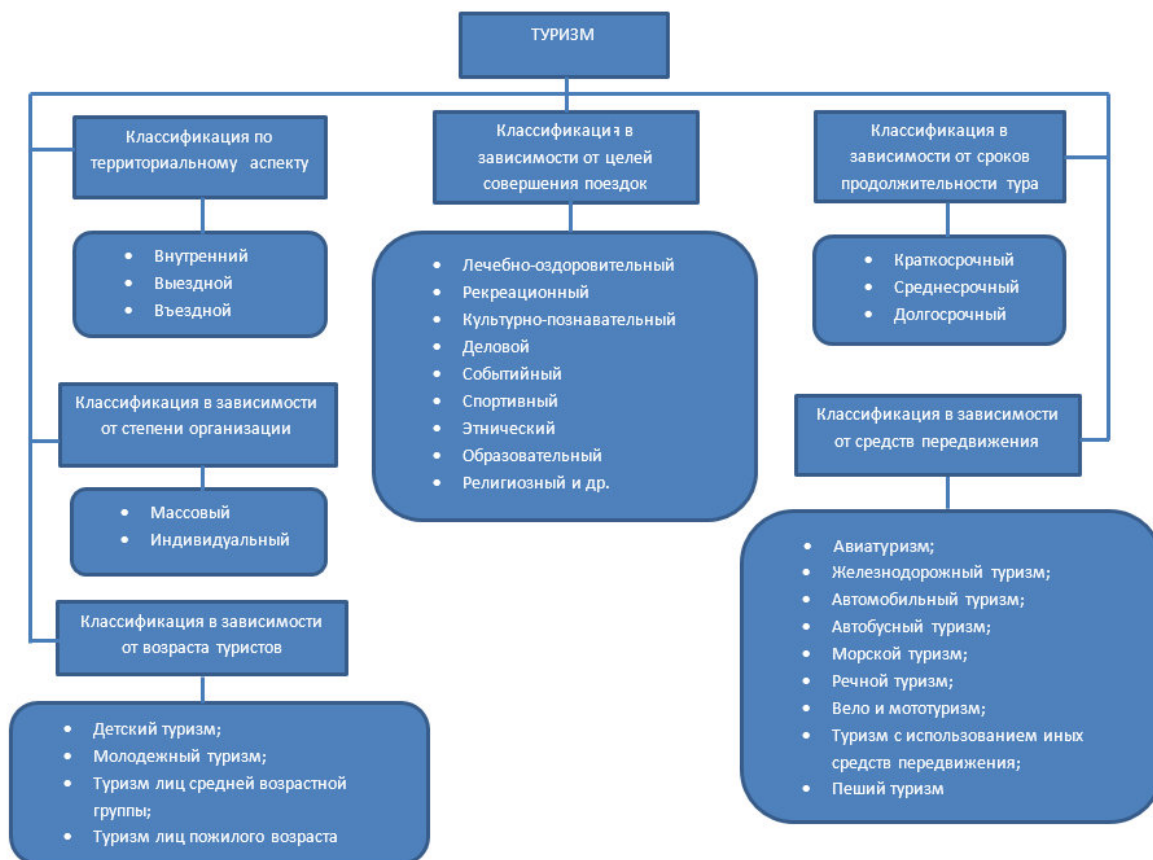 ТУРИЗМ
Классификация по
территориальному аспекту
• Внутренний
• Выездной
• Въездной
Классификация в зависимости
от степени организации
• Массовый
• Индивидуальный
Классификация в зависимости
от возраста туристов
• Детский туризм;
• Молодежный туризм;
• Туризм лиц средней возрастной
группы;
• Туризм лиц пожилого возраста
Классификация в
зависимости от целей
совершения поездок
• Лечебно-оздоровительный
• Рекреационный
• Культурно-познавательный
• Деловой
• Событийный
• Спортивный
• Этнический
• Образовательный
• Религиозный и др.
Классификация в
зависимости от сроков
продолжительности тура
• Краткосрочный
• Среднесрочный
• Долгосрочный
Классификация в зависимости
от средств передвижения
• Авиатуризм;
• Железнодорожный туризм;
• Автомобильный туризм;
• Автобусный туризм;
• Морской туризм;
• Речной туризм;
• Вело и мототуризм;
• Туризм с использованием иных
средств передвижения;
• Пеший туризм